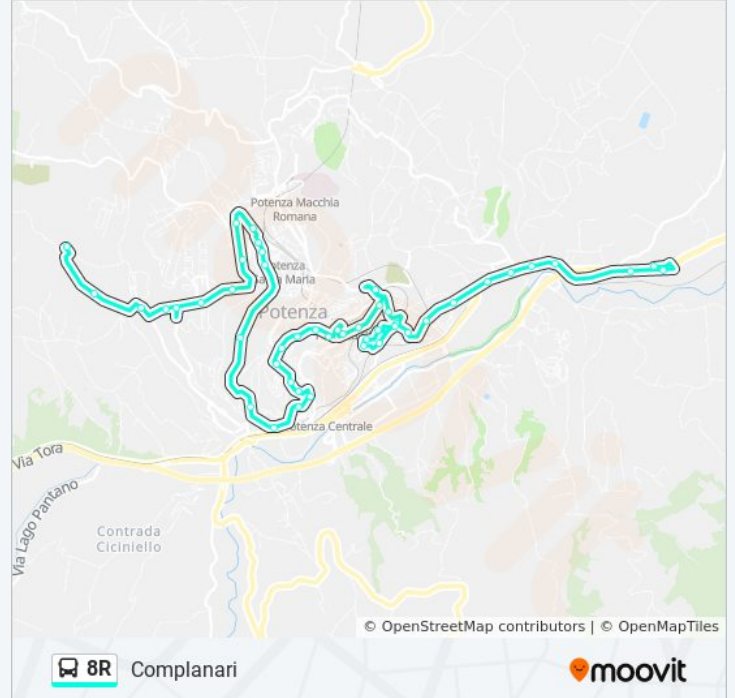 Potenza Macchia
Romana
Potenza
Santa Maria
Potenza
Potenza Centrale
Via Tora
Via Lago Pantano
Contrada
Ciciniello
© OpenStreetMap contributors | © OpenMapTiles
8R Complanari
moovit